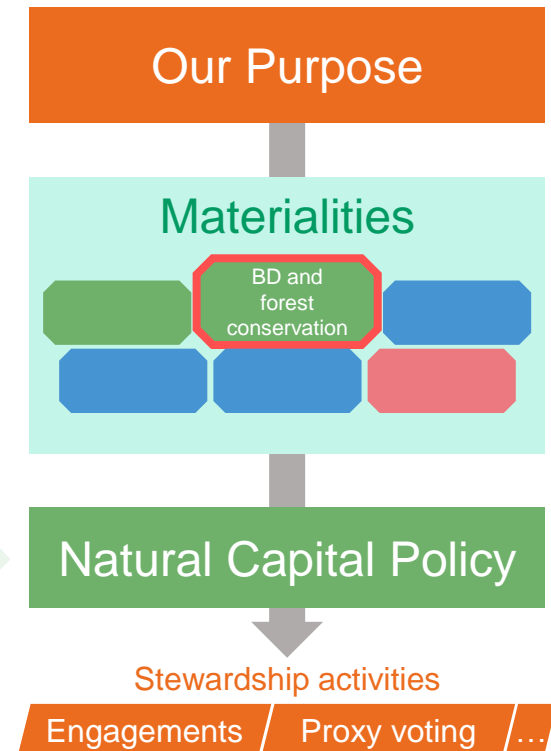 Our Purpose
Materialities
BD and
forest
conservation
Natural Capital Policy
Stewardship activities
Engagements / Proxy voting /...